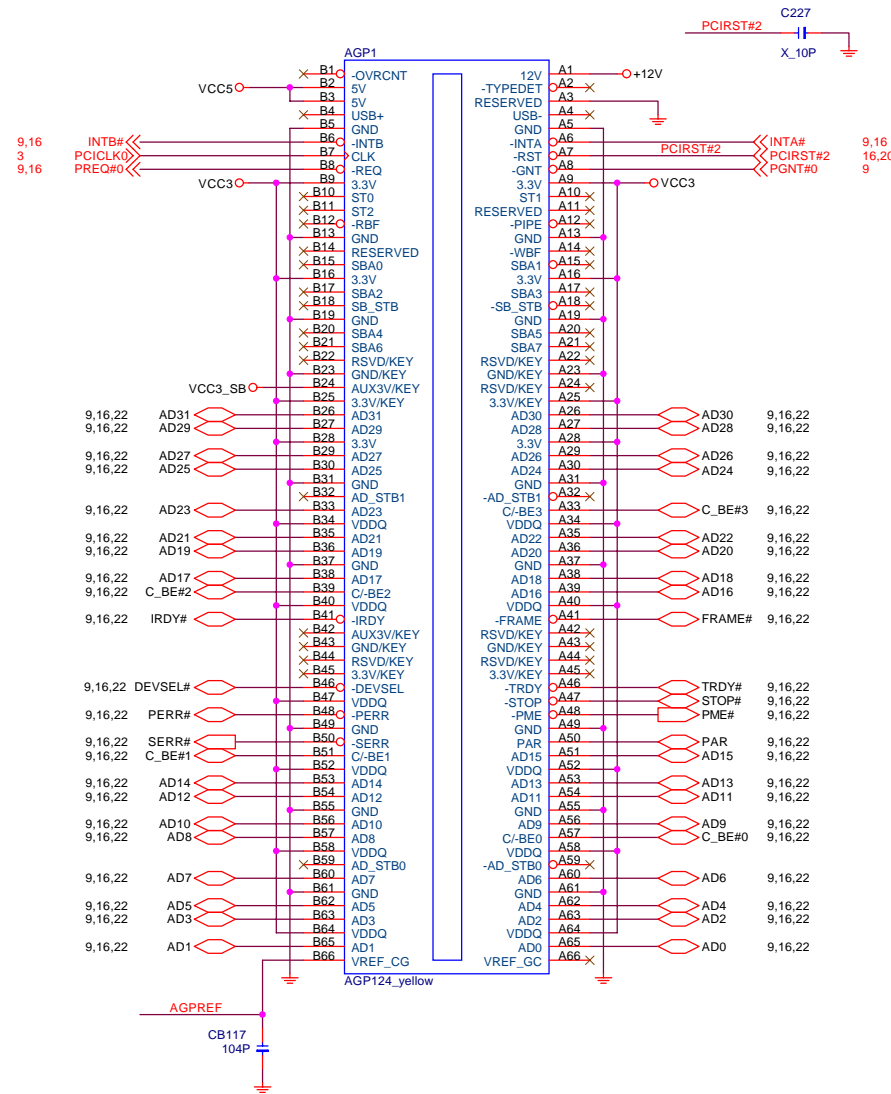 C227
PCIRST#2
X_10P
AGP1
B1 -OVRCNT 12V A1 +12V
VCC5 B2 5V -TYPEDET A2
B3 5V RESERVED A3
B4 USB+ USB- A4
B5 GND GND A5
9,16 INTB# B6 -INTB -INTA A6 INTA# 9,16
3 PCICLK0 B7 CLK -RST A7 PCIRST#2 PCIRST#2 16,20
9,16 PREQ#0 B8 -REQ -GNT A8 PGNT#0 9
VCC3 B9 3.3V 3.3V A9 VCC3
B10 ST0 ST1 A10
B11 ST2 RESERVED A11
B12 -RBF -PIPE A12
B13 GND GND A13
B14 RESERVED -WBF A14
B15 SBA0 SBA1 A15
B16 3.3V 3.3V A16
B17 SBA2 SBA3 A17
B18 SB_STB -SB_STB A18
B19 GND GND A19
B20 SBA4 SBA5 A20
B21 SBA6 SBA7 A21
B22 RSVD/KEY RSVD/KEY A22
B23 GND/KEY GND/KEY A23
VCC3_SB B24 AUX3V/KEY RSVD/KEY A24
B25 3.3V/KEY 3.3V/KEY A25
9,16,22 AD31 B26 AD31 AD30 A26 AD30 9,16,22
9,16,22 AD29 B27 AD29 AD28 A27 AD28 9,16,22
B28 3.3V 3.3V A28
9,16,22 AD27 B29 AD27 AD26 A29 AD26 9,16,22
9,16,22 AD25 B30 AD25 AD24 A30 AD24 9,16,22
B31 GND GND A31
B32 AD_STB1 -AD_STB1 A32
9,16,22 AD23 B33 AD23 C/-BE3 A33 C_BE#3 9,16,22
B34 VDDQ VDDQ A34
9,16,22 AD21 B35 AD21 AD22 A35 AD22 9,16,22
9,16,22 AD19 B36 AD19 AD20 A36 AD20 9,16,22
B37 GND GND A37
9,16,22 AD17 B38 AD17 AD18 A38 AD18 9,16,22
9,16,22 C_BE#2 B39 C/-BE2 AD16 A39 AD16 9,16,22
B40 VDDQ VDDQ A40
9,16,22 IRDY# B41 -IRDY -FRAME A41 FRAME# 9,16,22
B42 AUX3V/KEY RSVD/KEY A42
B43 GND/KEY GND/KEY A43
B44 RSVD/KEY RSVD/KEY A44
B45 3.3V/KEY 3.3V/KEY A45
9,16,22 DEVSEL# B46 -DEVSEL -TRDY A46 TRDY# 9,16,22
B47 VDDQ -STOP A47 STOP# 9,16,22
9,16,22 PERR# B48 -PERR -PME A48 PME# 9,16,22
B49 GND GND A49
9,16,22 SERR# B50 -SERR PAR A50 PAR 9,16,22
9,16,22 C_BE#1 B51 C/-BE1 AD15 A51 AD15 9,16,22
B52 VDDQ VDDQ A52
9,16,22 AD14 B53 AD14 AD13 A53 AD13 9,16,22
9,16,22 AD12 B54 AD12 AD11 A54 AD11 9,16,22
B55 GND GND A55
9,16,22 AD10 B56 AD10 AD9 A56 AD9 9,16,22
9,16,22 AD8 B57 AD8 C/-BE0 A57 C_BE#0 9,16,22
B58 VDDQ VDDQ A58
B59 AD_STB0 -AD_STB0 A59
9,16,22 AD7 B60 AD7 AD6 A60 AD6 9,16,22
B61 GND GND A61
9,16,22 AD5 B62 AD5 AD4 A62 AD4 9,16,22
9,16,22 AD3 B63 AD3 AD2 A63 AD2 9,16,22
B64 VDDQ VDDQ A64
9,16,22 AD1 B65 AD1 AD0 A65 AD0 9,16,22
B66 VREF_CG VREF_GC A66
AGP124_yellow
AGPREF
CB117
104P